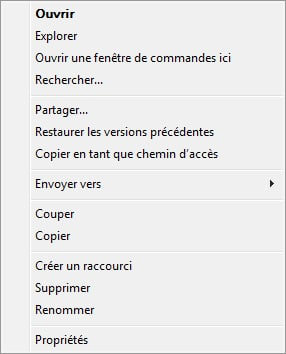 Ouvrir
Explorer
Ouvrir une fenêtre de commandes ici
Rechercher...
Partager...
Restaurer les versions précédentes
Copier en tant que chemin d'accès
Envoyer vers
Couper
Copier
Créer un raccourci
Supprimer
Renommer
Propriétés